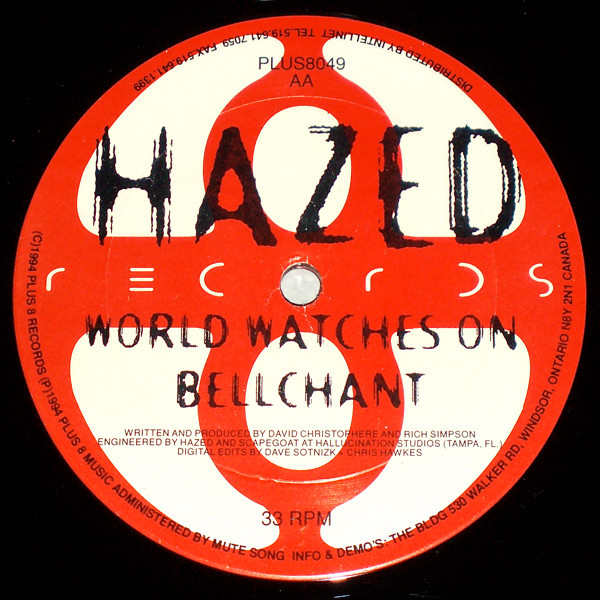 DISTRIBUTED BY INTELLINET TEL.519.641.7059 FAX.519.641.1399
PLUS8049
AA
HAZED
RECORDS
WORLD WATCHES ON
BELLCHANT
WRITTEN AND PRODUCED BY DAVID CHRISTOPHERE AND RICH SIMPSON
ENGINEERED BY HAZED AND SCAPEGOAT AT HALLUCINATION STUDIOS (TAMPA, FL.)
DIGITAL EDITS BY DAVE SOTNIZK + CHRIS HAWKES
33 RPM
(C)1994 PLUS 8 RECORDS (P)1994 PLUS 8 MUSIC ADMINISTERED BY MUTE SONG INFO & DEMO'S: THE BLDG 530 WALKER RD, WINDSOR, ONTARIO N8Y 2N1 CANADA